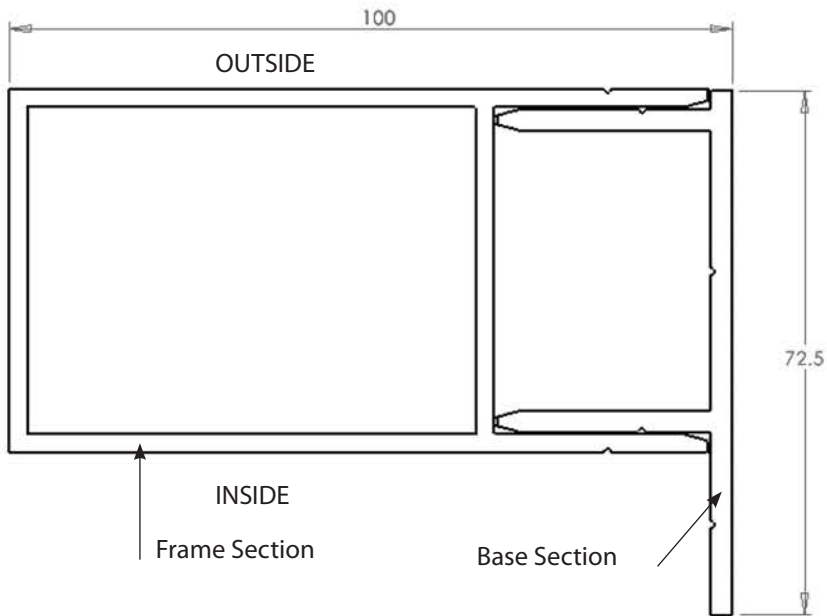 100
OUTSIDE
72.5
INSIDE
Frame Section
Base Section